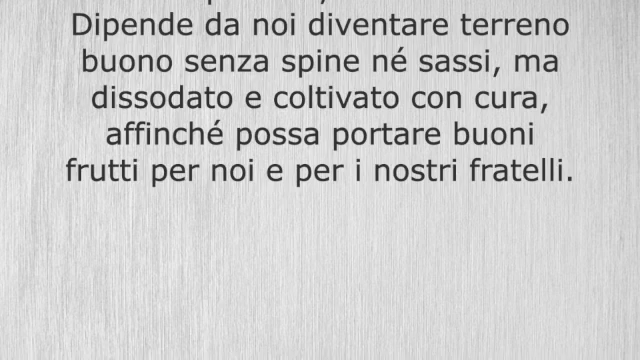 Dipende da noi diventare terreno
buono senza spine né sassi, ma
dissodato e coltivato con cura,
affinché possa portare buoni
frutti per noi e per i nostri fratelli.